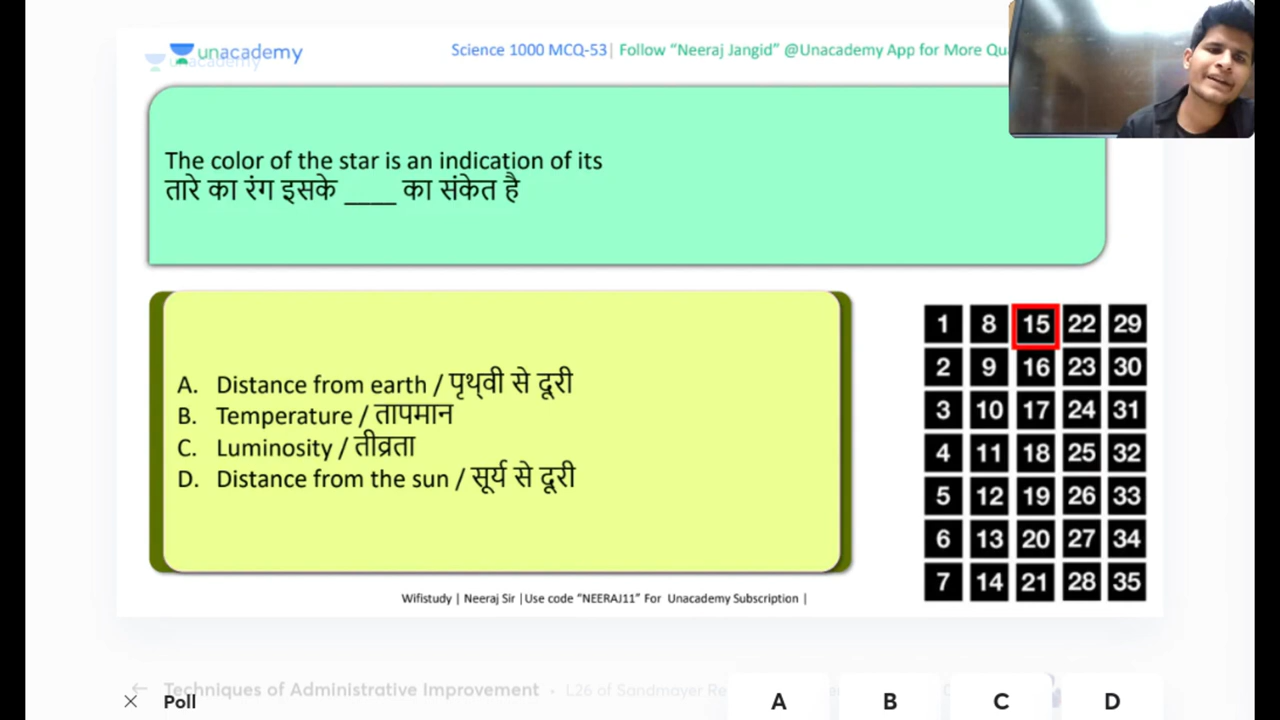 unacademy
Science 1000 MCQ-53| Follow “Neeraj Jangid” @Unacademy App for More Qu
The color of the star is an indication of its
तारे का रंग इसके ____ का संकेत है
A. Distance from earth / पृथ्वी से दूरी
B. Temperature / तापमान
C. Luminosity / तीव्रता
D. Distance from the sun / सूर्य से दूरी
1 8 15 22 29
2 9 16 23 30
3 10 17 24 31
4 11 18 25 32
5 12 19 26 33
6 13 20 27 34
7 14 21 28 35
Wifistudy | Neeraj Sir |Use code “NEERAJ11” For Unacademy Subscription |
Techniques of Administrative Improvement • L26 of Sandmayer Re
Poll A B C D